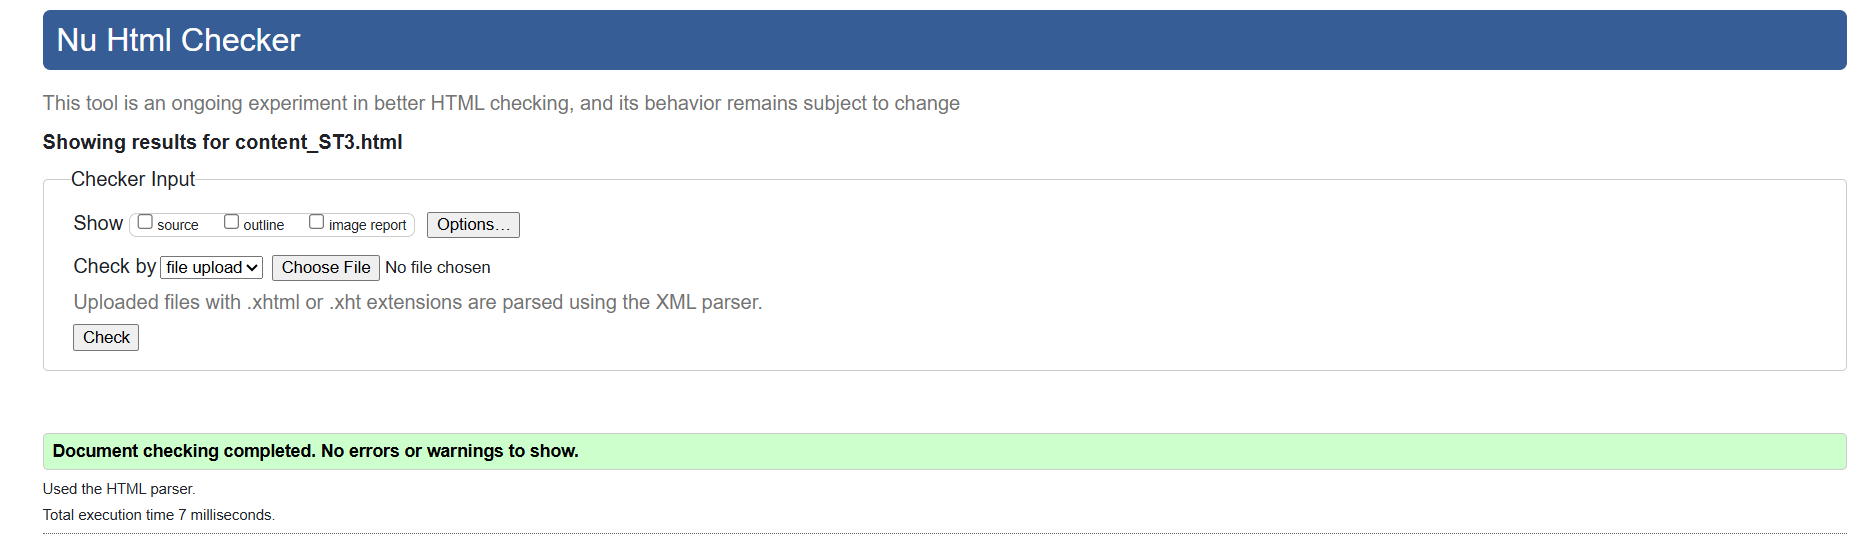 Nu Html Checker
This tool is an ongoing experiment in better HTML checking, and its behavior remains subject to change
Showing results for content_ST3.html
Checker Input
Show source outline image report Options…
Check by file upload Choose File No file chosen
Uploaded files with .xhtml or .xht extensions are parsed using the XML parser.
Check
Document checking completed. No errors or warnings to show.
Used the HTML parser.
Total execution time 7 milliseconds.